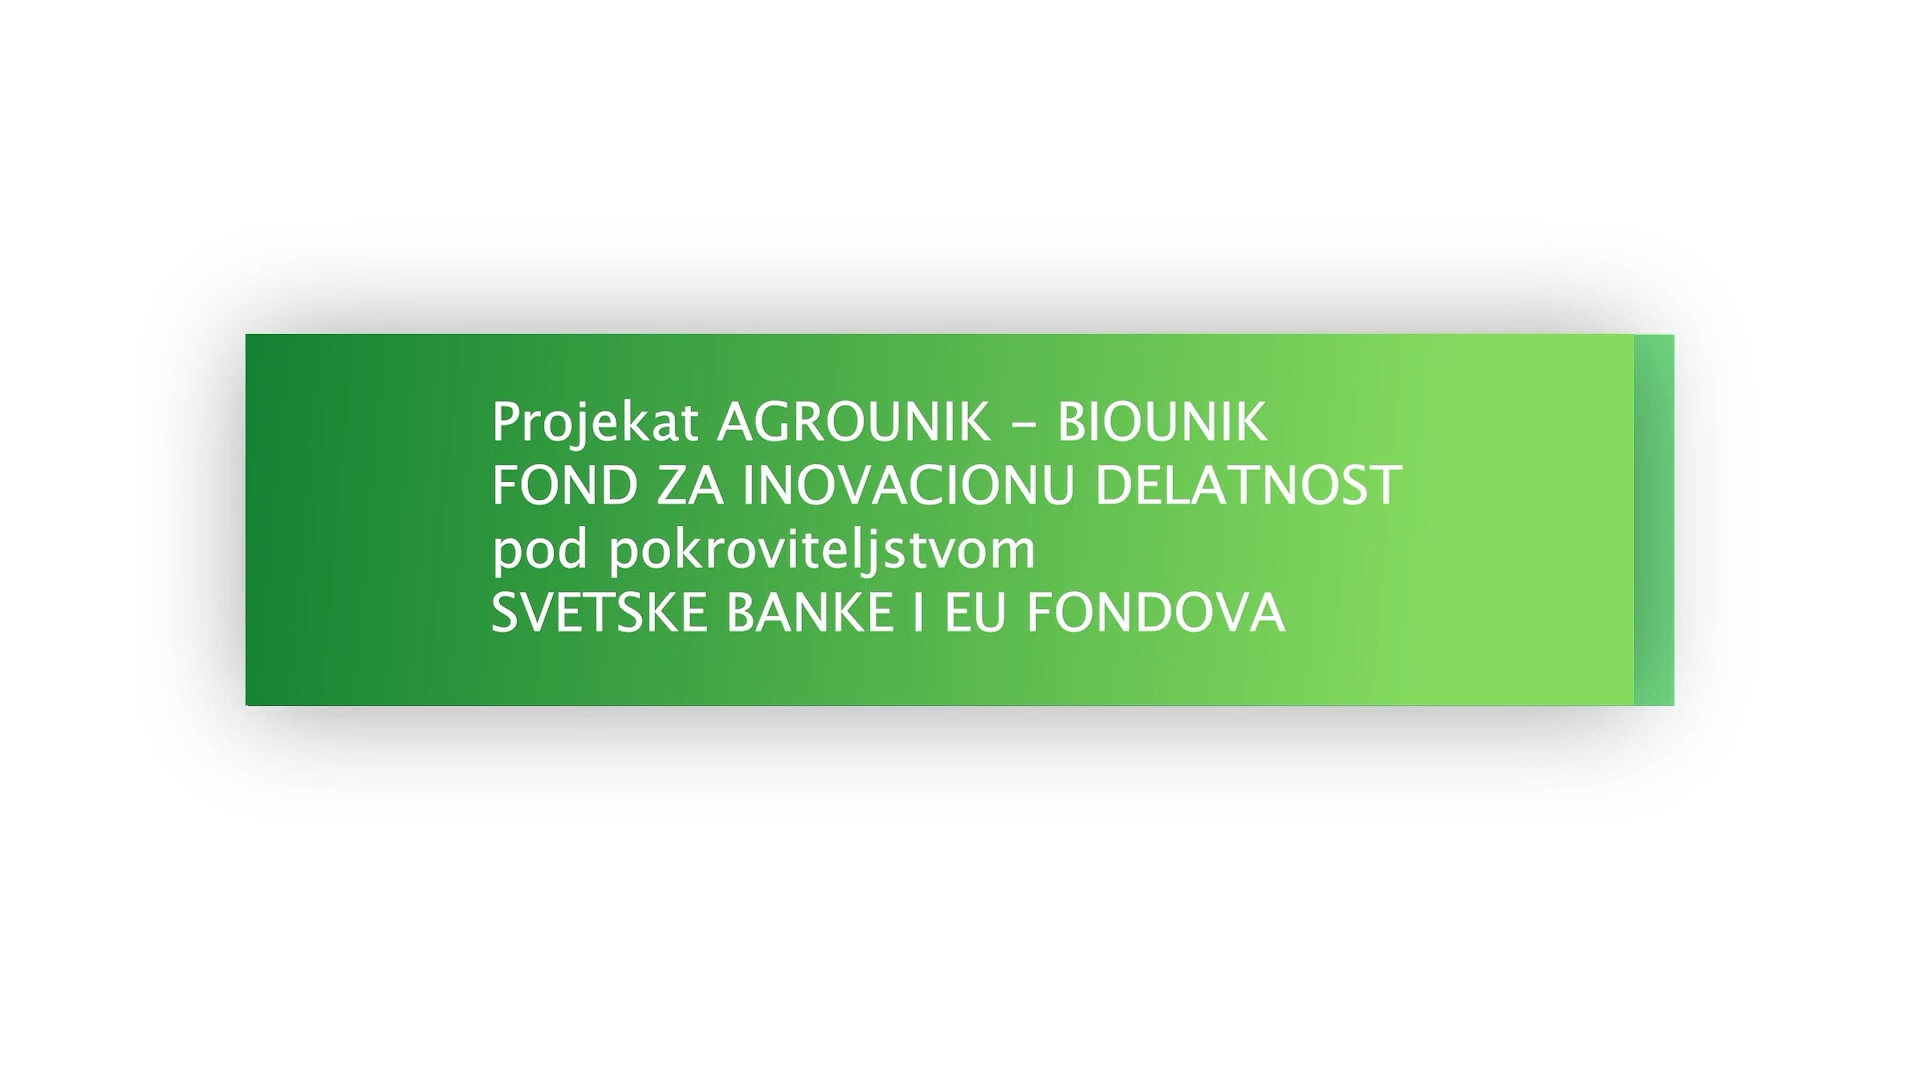 Projekat AGROUNIK – BIOUNIK
FOND ZA INOVACIONU DELATNOST
pod pokroviteljstvom
SVETSKE BANKE I EU FONDOVA